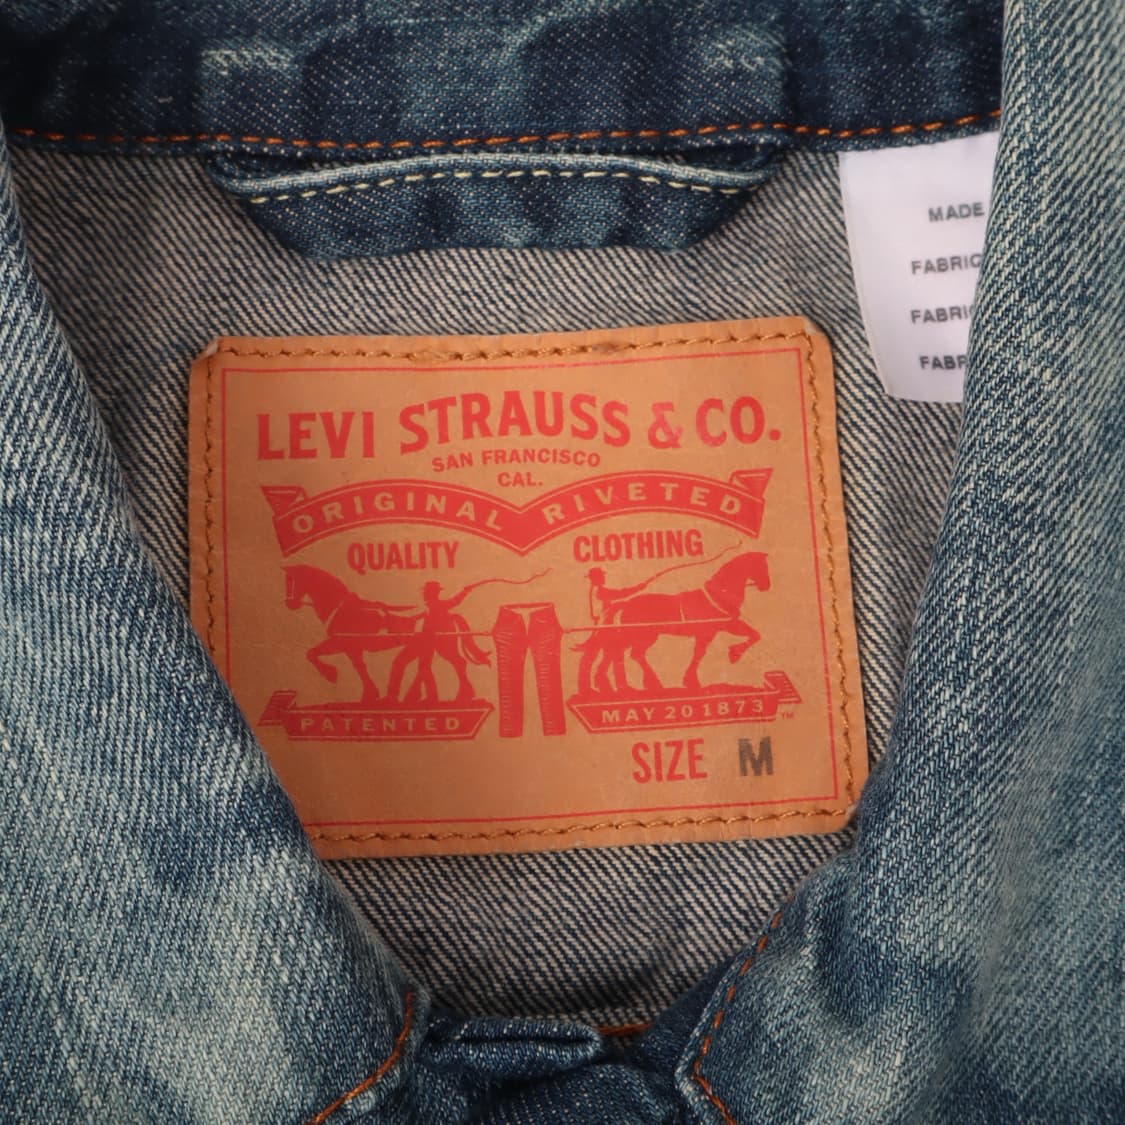 LEVI STRAUSS & CO.
SAN FRANCISCO
CAL.
ORIGINAL RIVETED
QUALITY CLOTHING
PATENTED
MAY 20 1873 ™
SIZE M
MADE
FABRIC
FABRIC
FABR